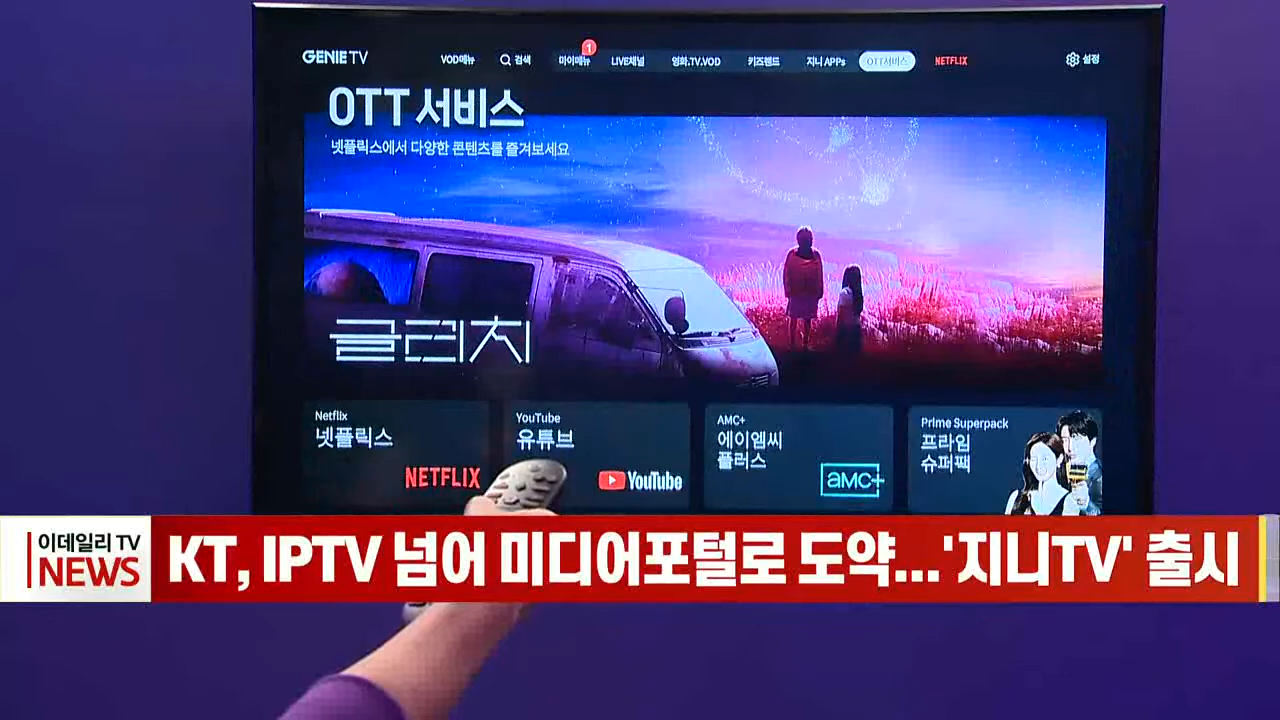 GENIE TV
VOD메뉴 검색 마이메뉴 1 LIVE채널 영화.TV.VOD 키즈랜드 지니 APPs OTT서비스 NETFLIX 설정
OTT 서비스
넷플릭스에서 다양한 콘텐츠를 즐겨보세요
글리치
Netflix
넷플릭스
NETFLIX
YouTube
유튜브
YouTube
AMC+
에이엠씨
플러스
aMC+
Prime Superpack
프라임
슈퍼팩
이데일리 TV
NEWS
KT, IPTV 넘어 미디어포털로 도약... '지니TV' 출시